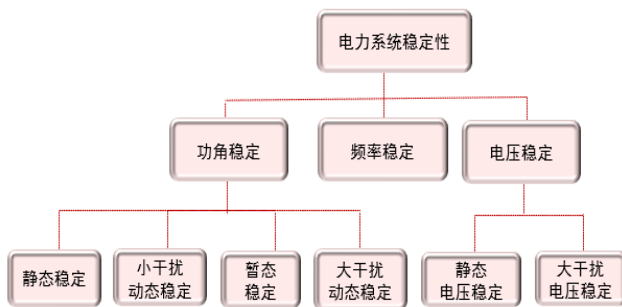 电力系统稳定性
功角稳定
频率稳定
电压稳定
静态稳定
小干扰
动态稳定
暂态
稳定
大干扰
动态稳定
静态
电压稳定
大干扰
电压稳定